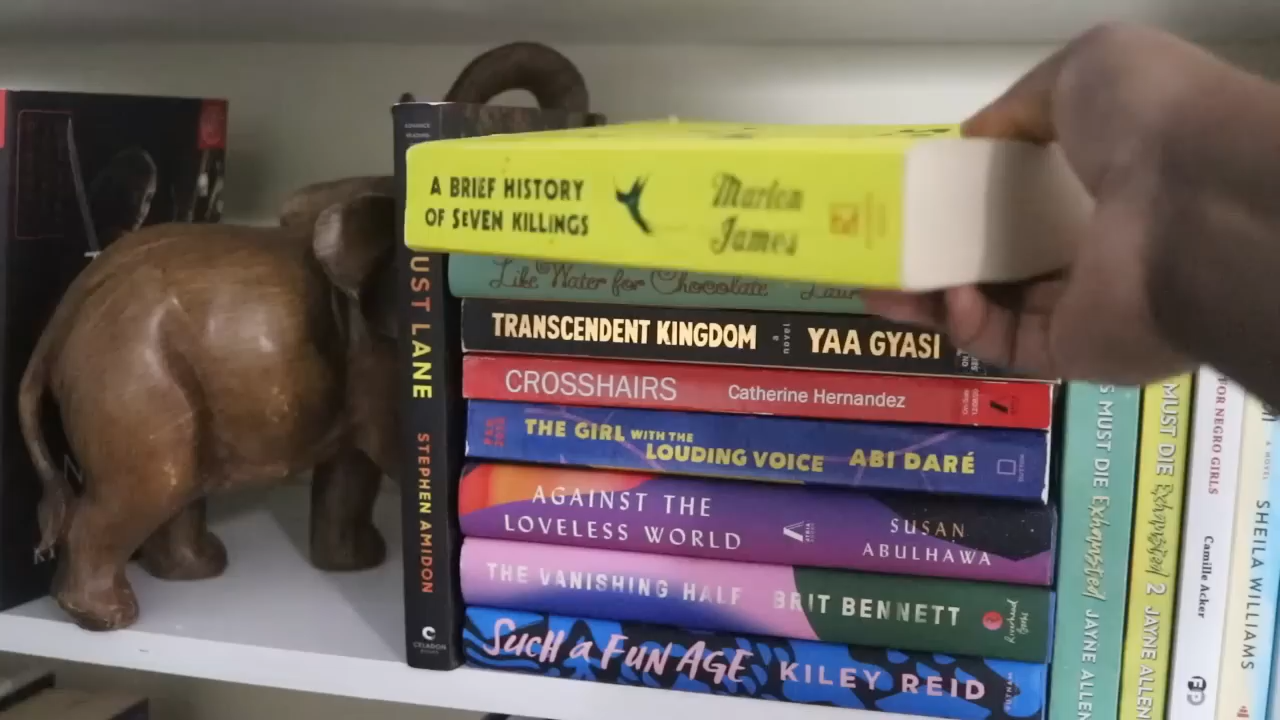 A BRIEF HISTORY
OF SEVEN KILLINGS
Marlon
James
Like Water for Chocolate
TRANSCENDENT KINGDOM a novel YAA GYASI
CROSSHAIRS Catherine Hernandez
THE GIRL WITH THE
LOUDING VOICE ABI DARÉ
AGAINST THE
LOVELESS WORLD
SUSAN
ABULHAWA
THE VANISHING HALF BRIT BENNETT
SUCH a FUN AGE KILEY REID
UST LANE STEPHEN AMIDON
CELADON
S MUST DIE Exhausted JAYNE ALLEN
MUST DIE Exhausted 2 JAYNE ALLEN
FOR NEGRO GIRLS Camille Acker
A NOVEL SHEILA WILLIAMS